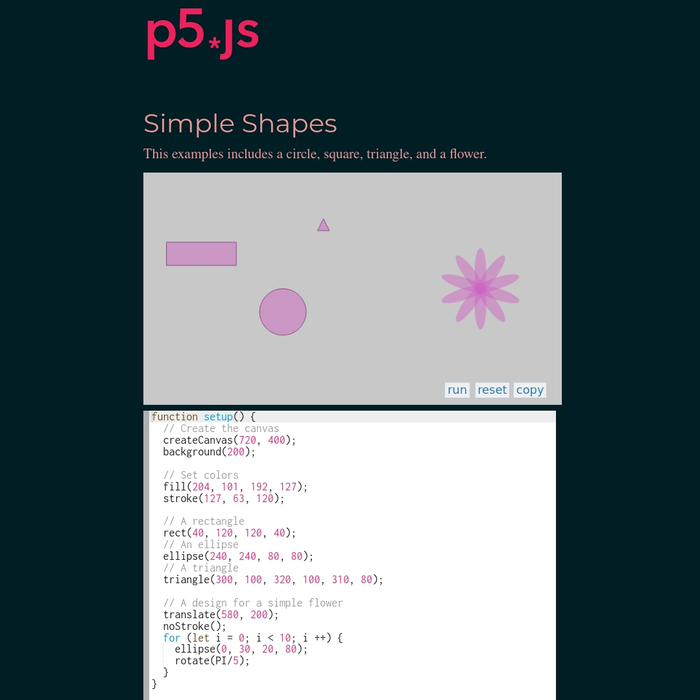 p5*js
Simple Shapes
This examples includes a circle, square, triangle, and a flower.
run reset copy
function setup() {
  // Create the canvas
  createCanvas(720, 400);
  background(200);

  // Set colors
  fill(204, 101, 192, 127);
  stroke(127, 63, 120);

  // A rectangle
  rect(40, 120, 120, 40);
  // An ellipse
  ellipse(240, 240, 80, 80);
  // A triangle
  triangle(300, 100, 320, 100, 310, 80);

  // A design for a simple flower
  translate(580, 200);
  noStroke();
  for (let i = 0; i < 10; i ++) {
    ellipse(0, 30, 20, 80);
    rotate(PI/5);
  }
}